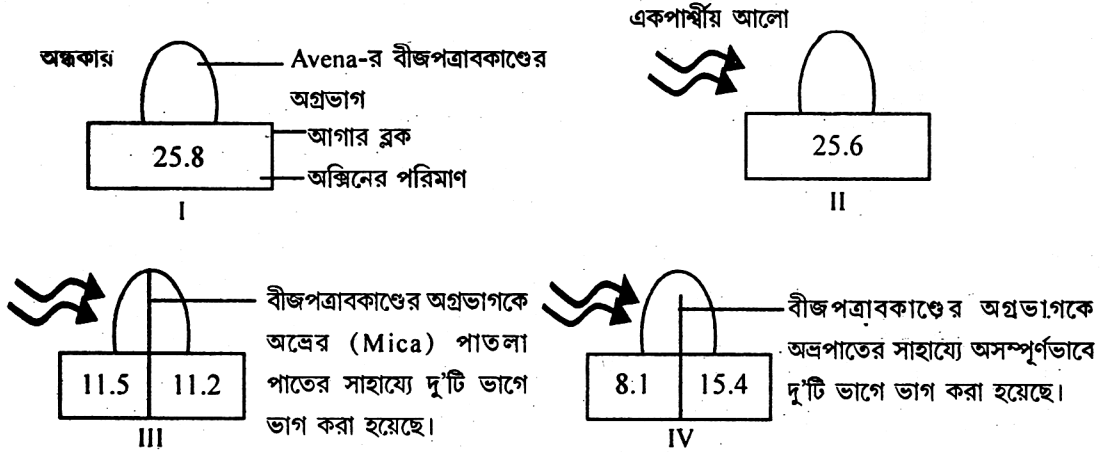 একপার্শ্বীয় আলো
অন্ধকার
Avena-র বীজপত্রাবকাণ্ডের
অগ্রভাগ
আগার ব্লক
25.8
অক্সিনের পরিমাণ
I
25.6
II
বীজপত্রাবকাণ্ডের অগ্রভাগকে
অভ্রের (Mica) পাতলা
পাতের সাহায্যে দু'টি ভাগে
ভাগ করা হয়েছে।
11.5 11.2
III
বীজপত্রাবকাণ্ডের অগ্রভাগকে
অভ্রপাতের সাহায্যে অসম্পূর্ণভাবে
দু'টি ভাগে ভাগ করা হয়েছে।
8.1 15.4
IV